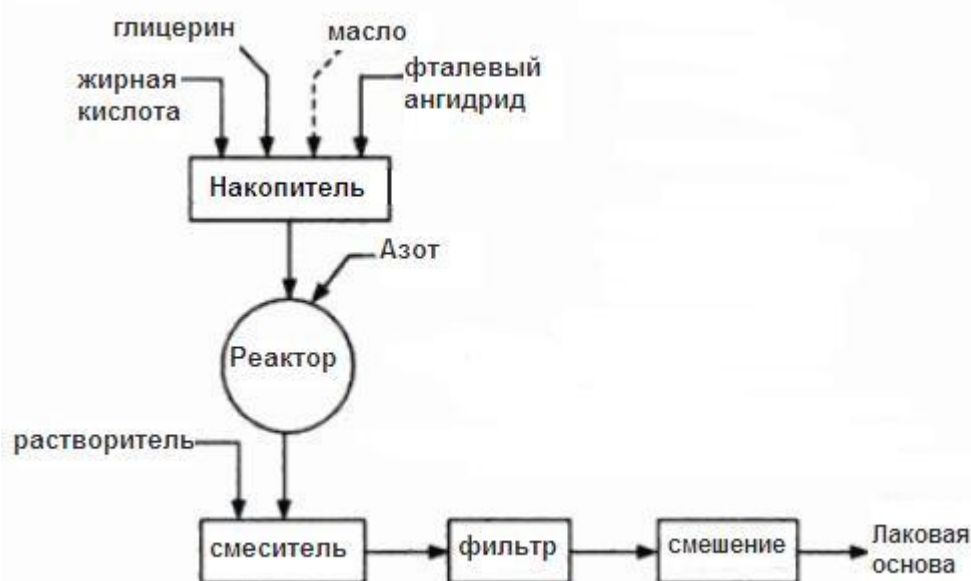 глицерин
масло
жирная
кислота
фталевый
ангидрид
Накопитель
Азот
Реактор
растворитель
смеситель
фильтр
смешение
Лаковая
основа